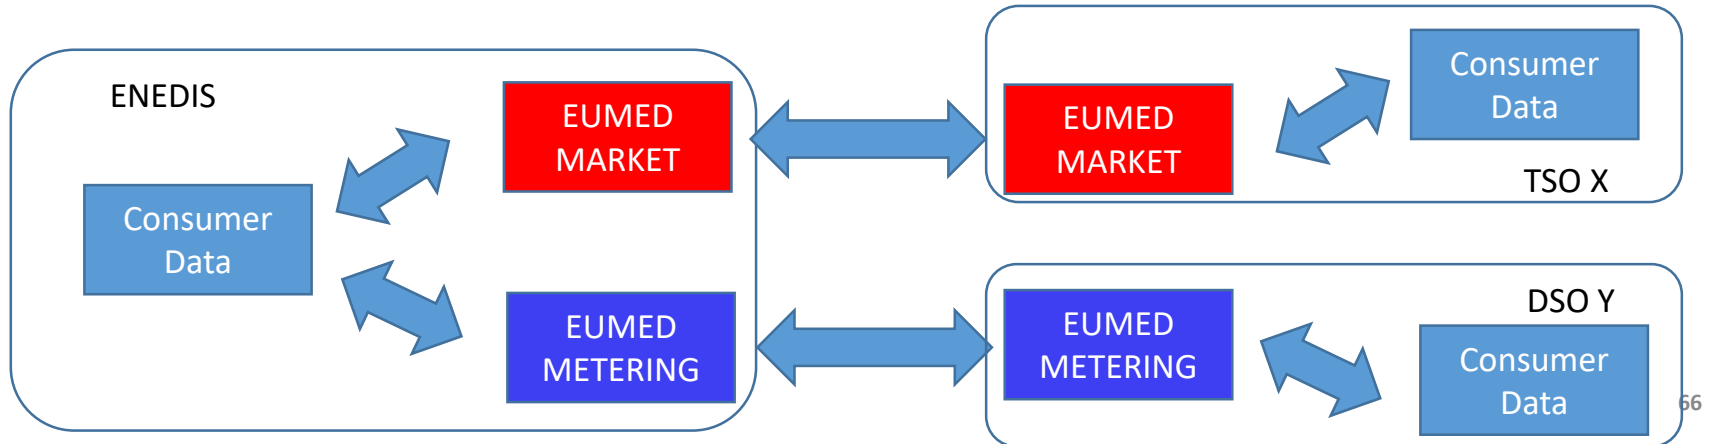 ENEDIS
EUMED
MARKET
Consumer
Data
EUMED
METERING
EUMED
MARKET
Consumer
Data
TSO X
EUMED
METERING
DSO Y
Consumer
Data
66